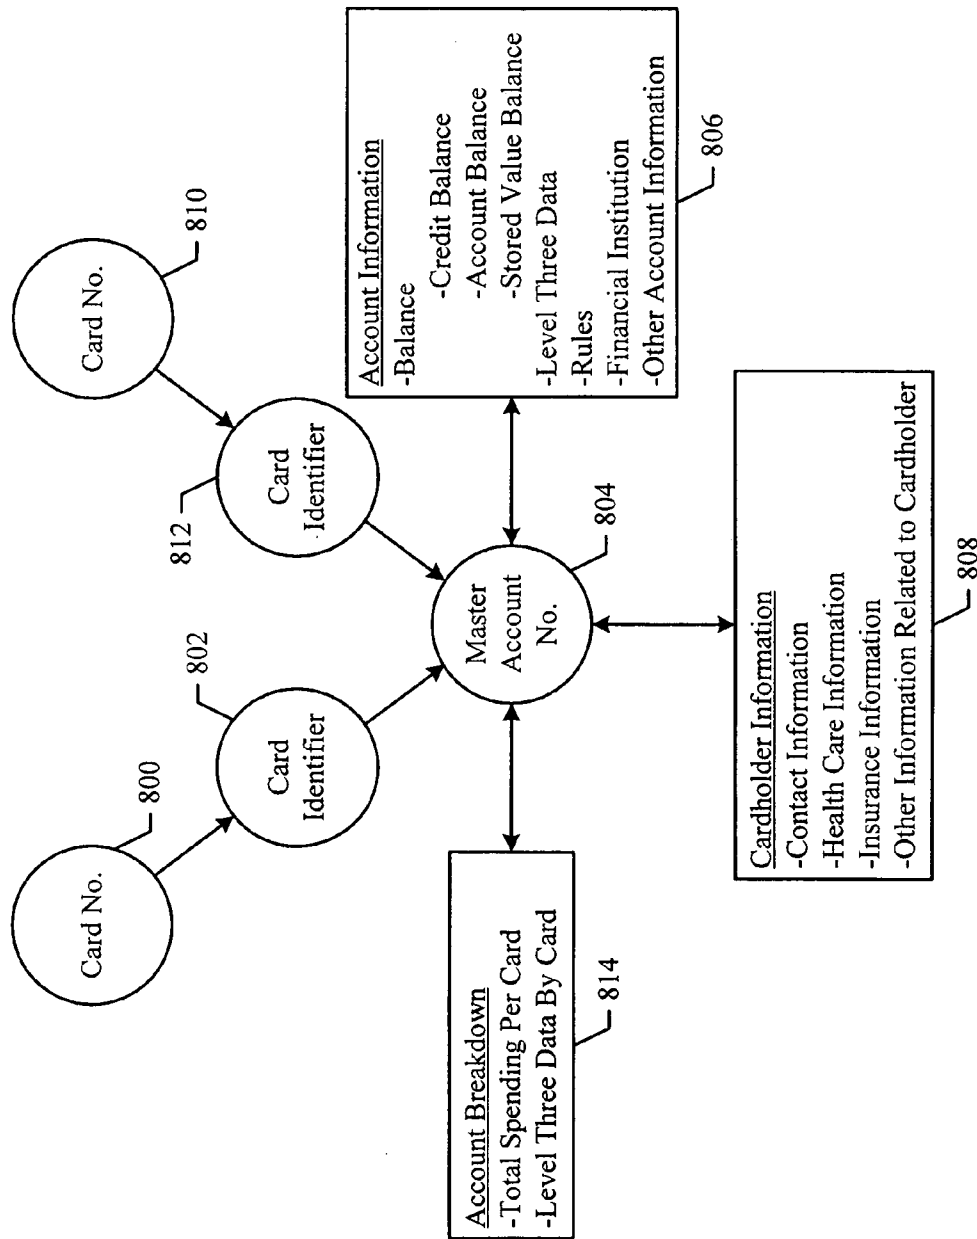 Card No.
800
Card
Identifier
802
Card No.
810
Card
Identifier
812
Master
Account
No.
804
Account Breakdown
-Total Spending Per Card
-Level Three Data By Card
814
Account Information
-Balance
-Credit Balance
-Account Balance
-Stored Value Balance
-Level Three Data
-Rules
-Financial Institution
-Other Account Information
806
Cardholder Information
-Contact Information
-Health Care Information
-Insurance Information
-Other Information Related to Cardholder
808